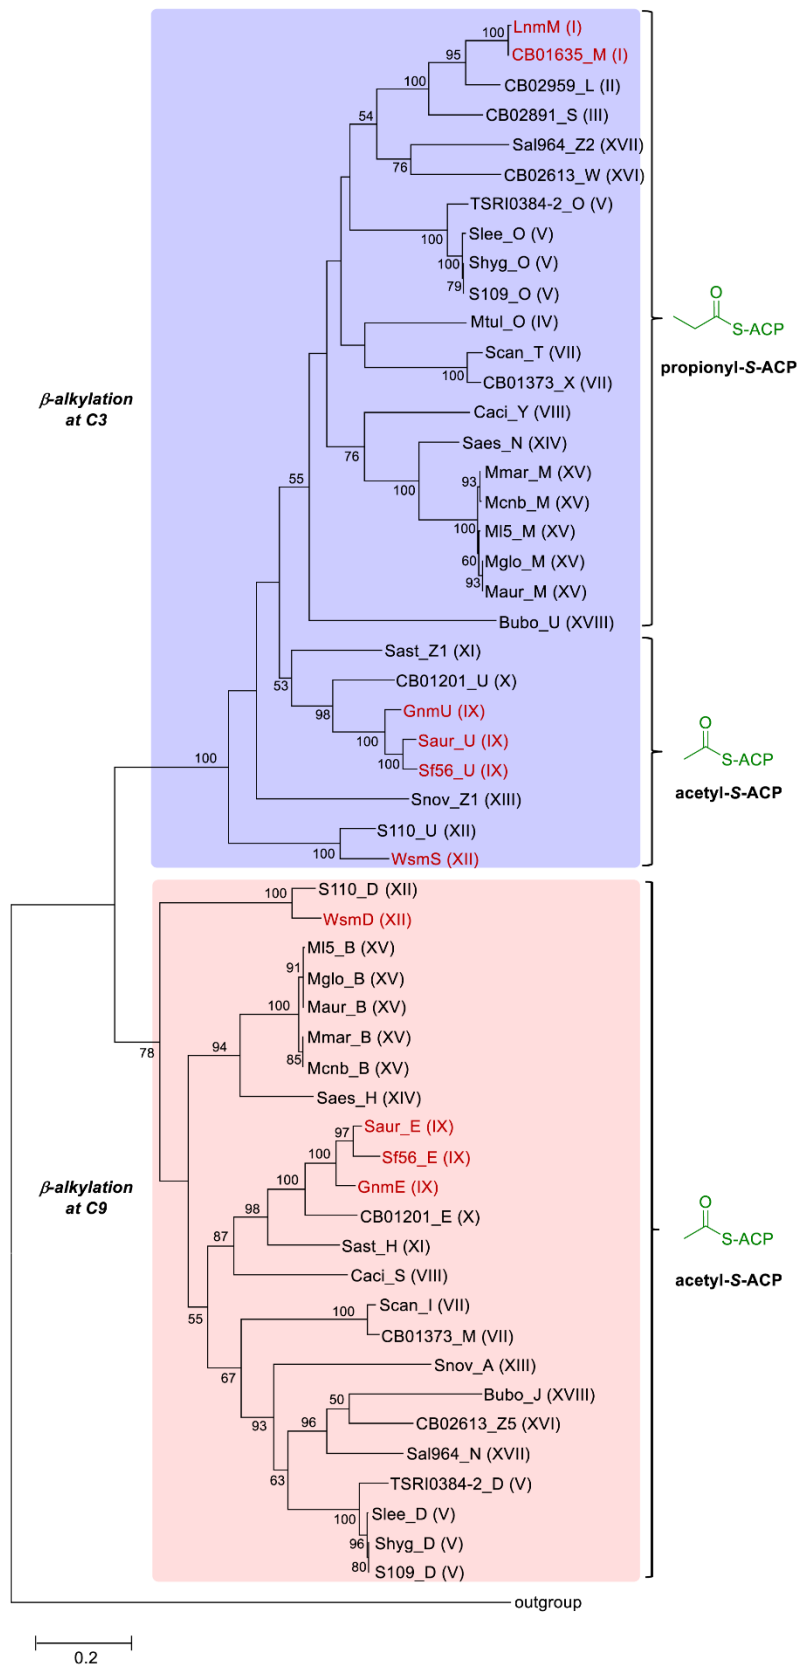 LnmM (I)
100
CB01635_M (I)
95
100
CB02959_L (II)
CB02891_S (III)
54
Sal964_Z2 (XVII)
76
CB02613_W (XVI)
TSRI0384-2_O (V)
Slee_O (V)
100
100
Shyg_O (V)
79
S109_O (V)
O
S-ACP
propionyl-S-ACP
Mtul_O (IV)
Scan_T (VII)
100
CB01373_X (VII)
β-alkylation
at C3
Caci_Y (VIII)
76
Saes_N (XIV)
93
Mmar_M (XV)
55
100
Mcnb_M (XV)
100
MI5_M (XV)
60
Mglo_M (XV)
93
Maur_M (XV)
Bubo_U (XVIII)
Sast_Z1 (XI)
53
CB01201_U (X)
98
GnmU (IX)
100
Saur_U (IX)
100
Sf56_U (IX)
O
S-ACP
acetyl-S-ACP
100
Snov_Z1 (XIII)
S110_U (XII)
100
WsmS (XII)
100
S110_D (XII)
WsmD (XII)
MI5_B (XV)
91
Mglo_B (XV)
100
Maur_B (XV)
78
94
Mmar_B (XV)
85
Mcnb_B (XV)
Saes_H (XIV)
97
Saur_E (IX)
100
Sf56_E (IX)
100
GnmE (IX)
β-alkylation
at C9
98
CB01201_E (X)
87
Sast_H (XI)
Caci_S (VIII)
O
S-ACP
acetyl-S-ACP
55
100
Scan_I (VII)
CB01373_M (VII)
67
Snov_A (XIII)
50
Bubo_J (XVIII)
93
96
CB02613_Z5 (XVI)
Sal964_N (XVII)
63
TSRI0384-2_D (V)
100
Slee_D (V)
96
Shyg_D (V)
80
S109_D (V)
outgroup
0.2